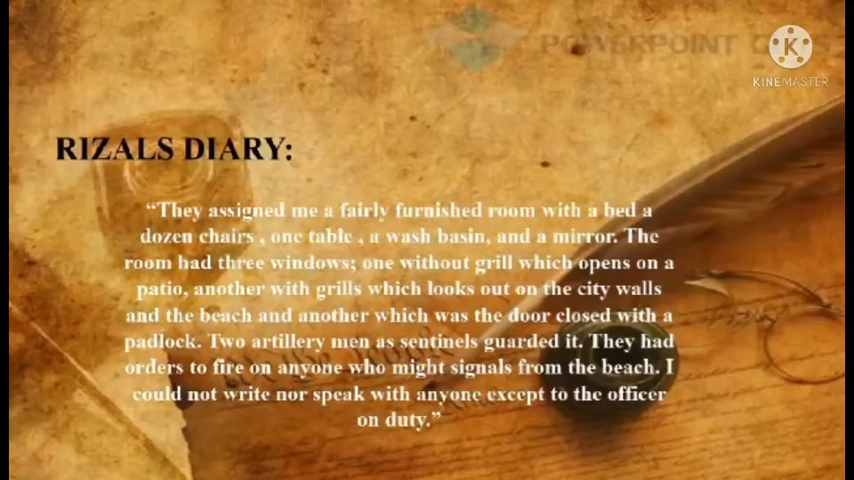 POWERPOINT
KINEMASTER
RIZALS DIARY:
“They assigned me a fairly furnished room with a bed a
dozen chairs , one table , a wash basin, and a mirror. The
room had three windows; one without grill which opens on a
patio, another with grills which looks out on the city walls
and the beach and another which was the door closed with a
padlock. Two artillery men as sentinels guarded it. They had
orders to fire on anyone who might signals from the beach. I
could not write nor speak with anyone except to the officer
on duty.”